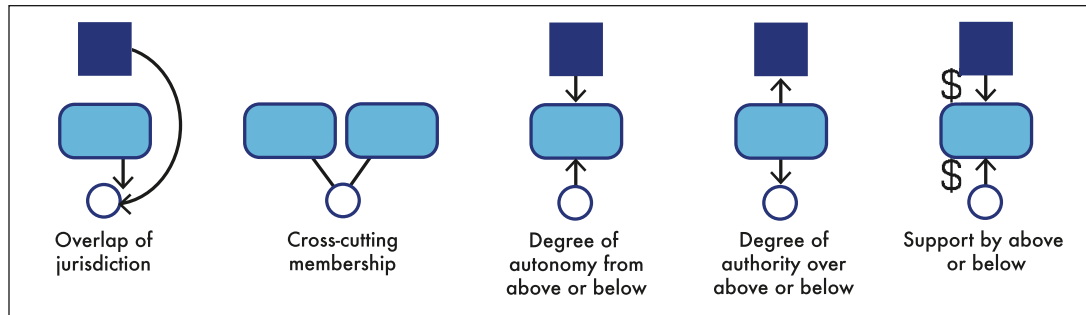 $
$
Overlap of
jurisdiction
Cross-cutting
membership
Degree of
autonomy from
above or below
Degree of
authority over
above or below
Support by above
or below